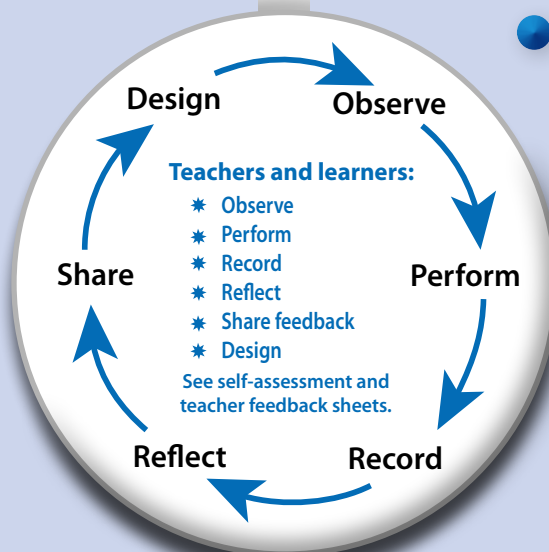 Design
Observe
Teachers and learners:
✷ Observe
✷ Perform
✷ Record
✷ Reflect
✷ Share feedback
✷ Design
See self-assessment and
teacher feedback sheets.
Share
Perform
Reflect
Record